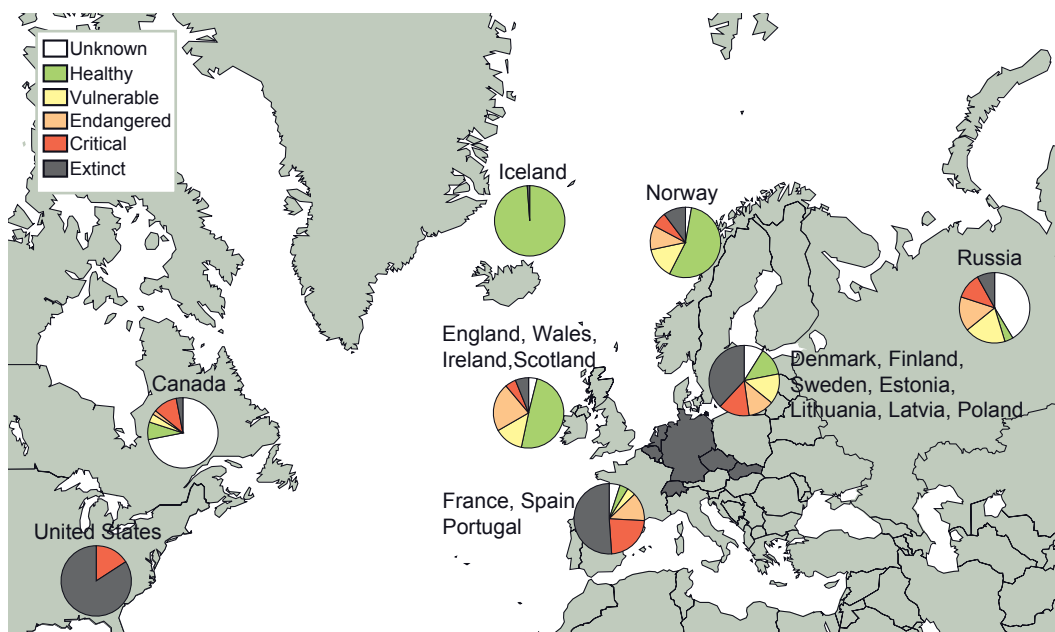 Unknown
Healthy
Vulnerable
Endangered
Critical
Extinct
Iceland
Norway
Russia
England, Wales,
Ireland,Scotland
Denmark, Finland,
Sweden, Estonia,
Lithuania, Latvia, Poland
Canada
France, Spain
Portugal
United States